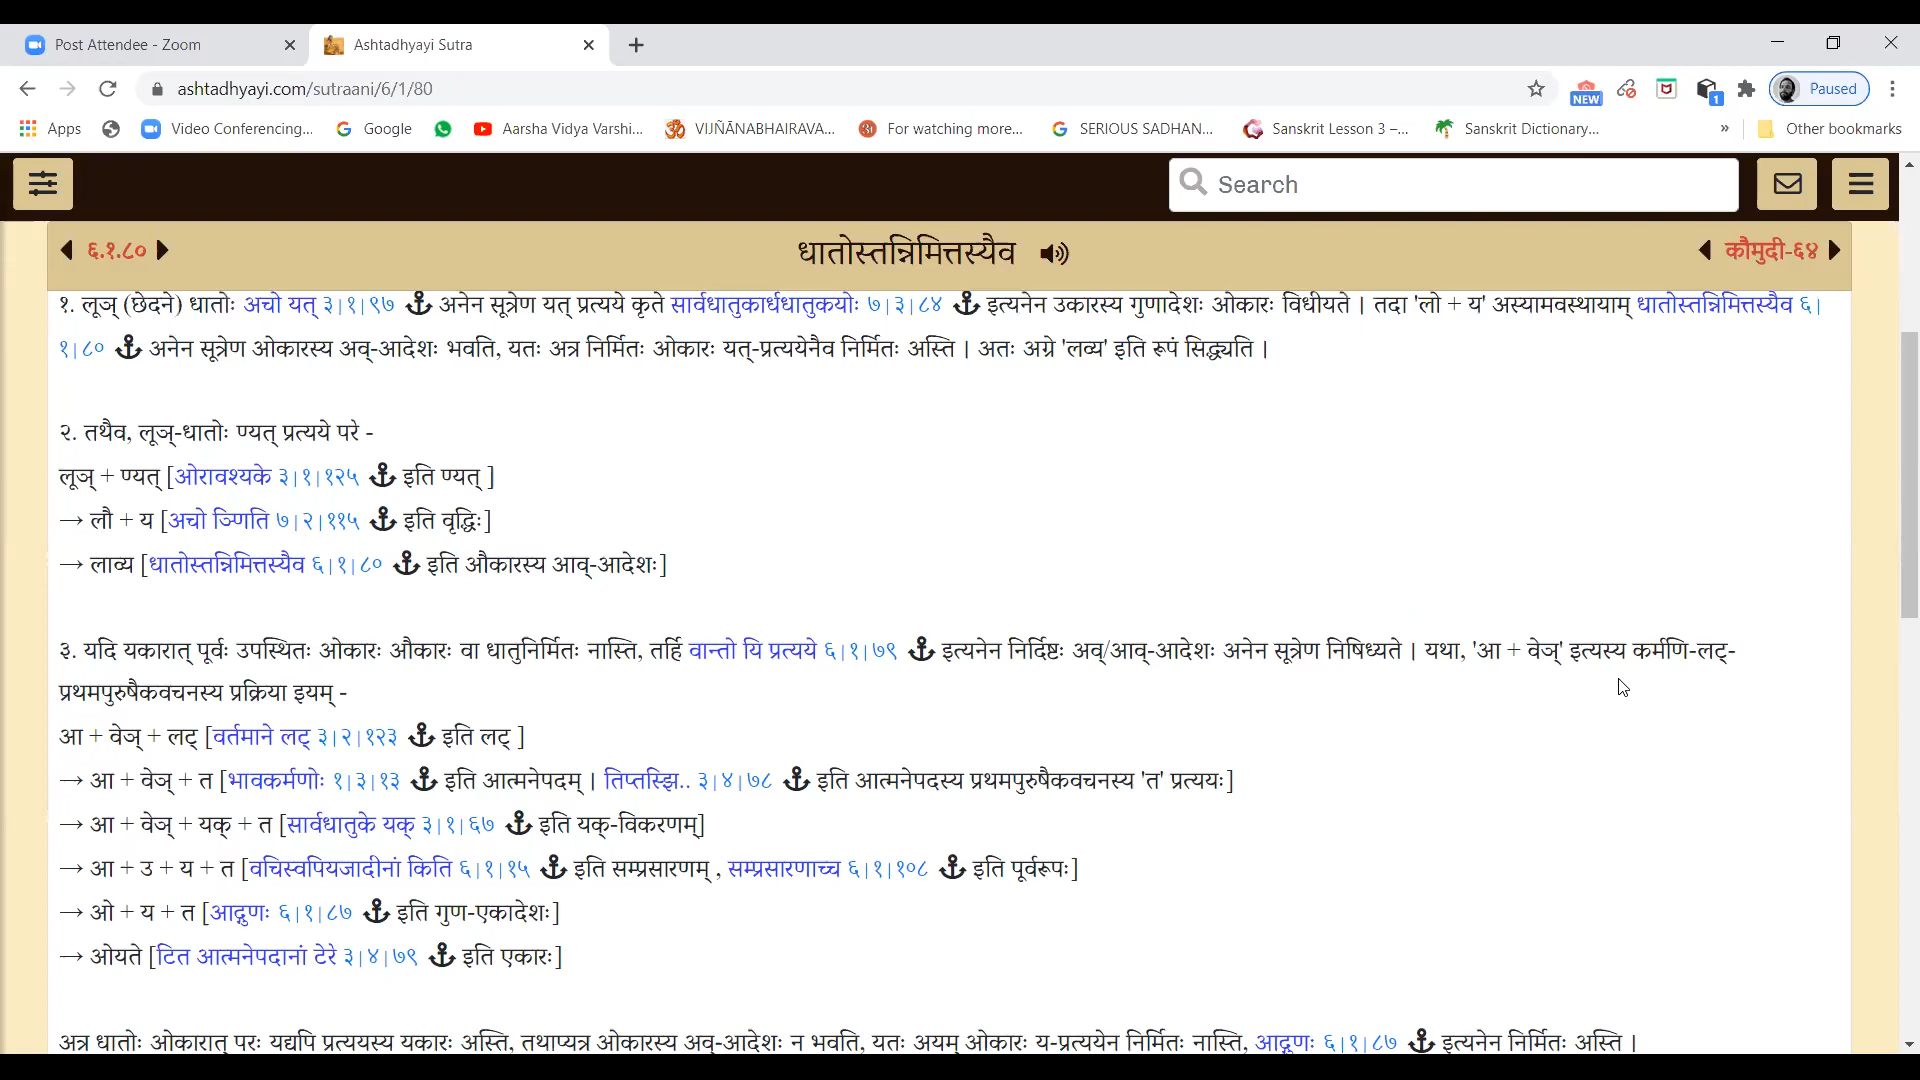 Post Attendee - Zoom
Ashtadhyayi Sutra
ashtadhyayi.com/sutraani/6/1/80
NEW
1
Paused
Apps
Video Conferencing...
Google
Aarsha Vidya Varshi...
VIJÑĀNABHAIRAVA...
For watching more...
SERIOUS SADHAN...
Sanskrit Lesson 3 –...
Sanskrit Dictionary...
»
Other bookmarks
Search
६.१.८०
धातोस्तन्निमित्तस्यैव
कौमुदी-६४
१. लूञ् (छेदने) धातोः अचो यत् ३|१|९७ अनेन सूत्रेण यत् प्रत्यये कृते सार्वधातुकार्धधातुकयोः ७|३|८४ इत्यनेन उकारस्य गुणादेशः ओकारः विधीयते । तदा 'लो + य' अस्यामवस्थायाम् धातोस्तन्निमित्तस्यैव ६|
१|८० अनेन सूत्रेण ओकारस्य अव्-आदेशः भवति, यतः अत्र निर्मितः ओकारः यत्-प्रत्ययेनैव निर्मितः अस्ति । अतः अग्रे 'लव्य' इति रूपं सिद्ध्यति ।
२. तथैव, लूञ्-धातोः ण्यत् प्रत्यये परे -
लूञ् + ण्यत् [ओरावश्यके ३|१|१२५ इति ण्यत् ]
→ लौ + य [अचो ञ्णिति ७|२|११५ इति वृद्धिः]
→ लाव्य [धातोस्तन्निमित्तस्यैव ६|१|८० इति औकारस्य आव्-आदेशः]
३. यदि यकारात् पूर्वः उपस्थितः ओकारः औकारः वा धातुनिर्मितः नास्ति, तर्हि वान्तो यि प्रत्यये ६|१|७९ इत्यनेन निर्दिष्टः अव्/आव्-आदेशः अनेन सूत्रेण निषिध्यते । यथा, 'आ + वेञ्' इत्यस्य कर्मणि-लट्-
प्रथमपुरुषैकवचनस्य प्रक्रिया इयम् -
आ + वेञ् + लट् [वर्तमाने लट् ३|२|१२३ इति लट् ]
→ आ + वेञ् + त [भावकर्मणोः १|३|१३ इति आत्मनेपदम् । तिप्तस्झि.. ३|४|७८ इति आत्मनेपदस्य प्रथमपुरुषैकवचनस्य 'त' प्रत्ययः]
→ आ + वेञ् + यक् + त [सार्वधातुके यक् ३|१|६७ इति यक्-विकरणम्]
→ आ + उ + य + त [वचिस्वपियजादीनां किति ६|१|१५ इति सम्प्रसारणम् , सम्प्रसारणाच्च ६|१|१०८ इति पूर्वरूपः]
→ ओ + य + त [आद्गुणः ६|१|८७ इति गुण-एकादेशः]
→ ओयते [टित आत्मनेपदानां टेरे ३|४|७९ इति एकारः]
अत्र धातोः ओकारात् परः यद्यपि प्रत्ययस्य यकारः अस्ति, तथाप्यत्र ओकारस्य अव्-आदेशः न भवति, यतः अयम् ओकारः य-प्रत्ययेन निर्मितः नास्ति, आद्गुणः ६|१|८७ इत्यनेन निर्मितः अस्ति ।